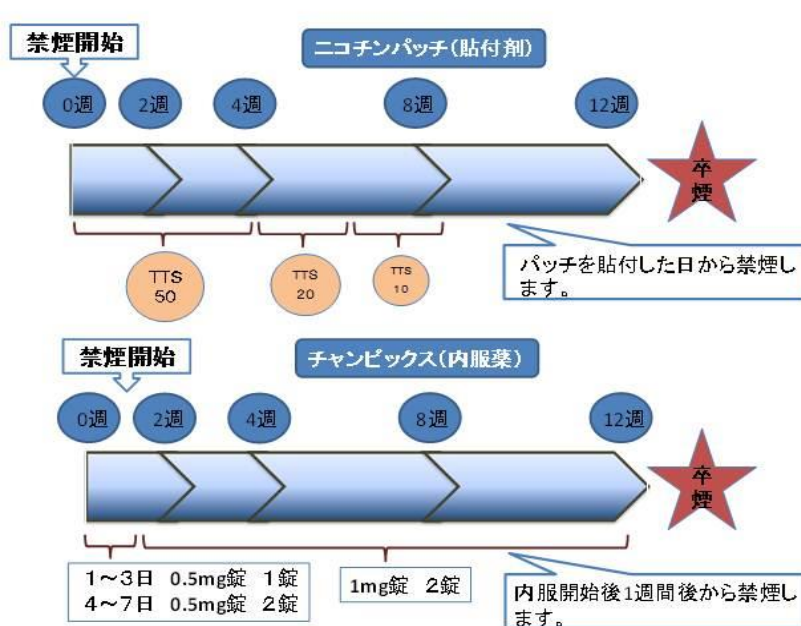 禁煙開始
ニコチンパッチ(貼付剤)
0週
2週
4週
8週
12週
卒
煙
TTS
50
TTS
20
TTS
10
パッチを貼付した日から禁煙し
ます。
禁煙開始
チャンピックス(内服薬)
0週
2週
4週
8週
12週
卒
煙
1~3日 0.5mg錠 1錠
4~7日 0.5mg錠 2錠
1mg錠 2錠
内服開始後1週間後から禁煙し
ます。